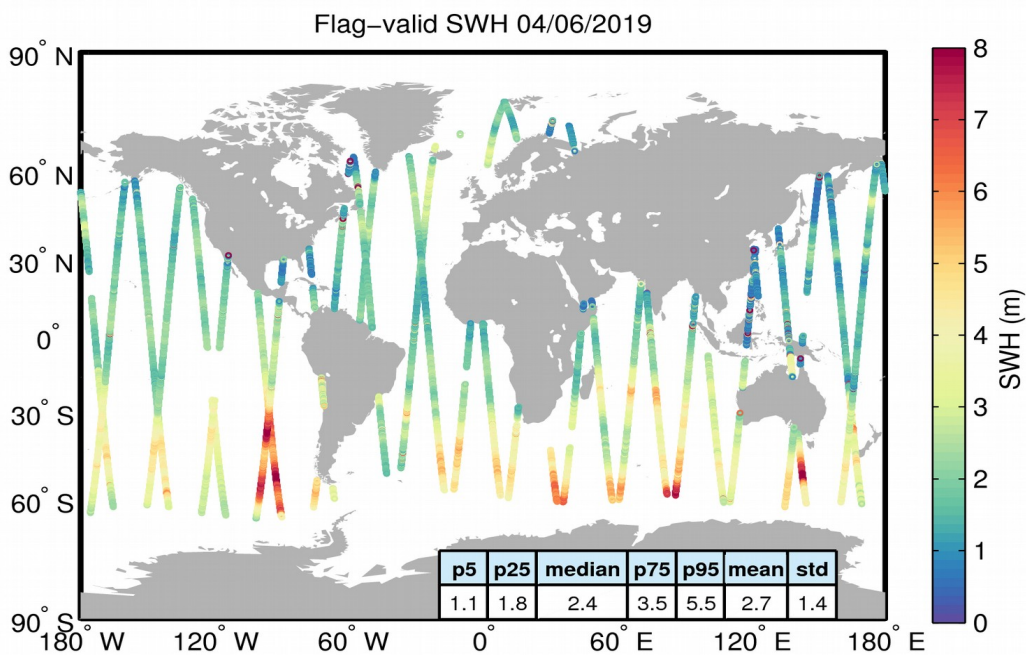 Flag−valid SWH 04/06/2019
90° N
60° N
30° N
0°
30° S
60° S
90° S
180° W
120° W
60° W
0°
60° E
120° E
180° E
p5 p25 median p75 p95 mean std
1.1 1.8 2.4 3.5 5.5 2.7 1.4
8
7
6
5
4
3
2
1
0
SWH (m)